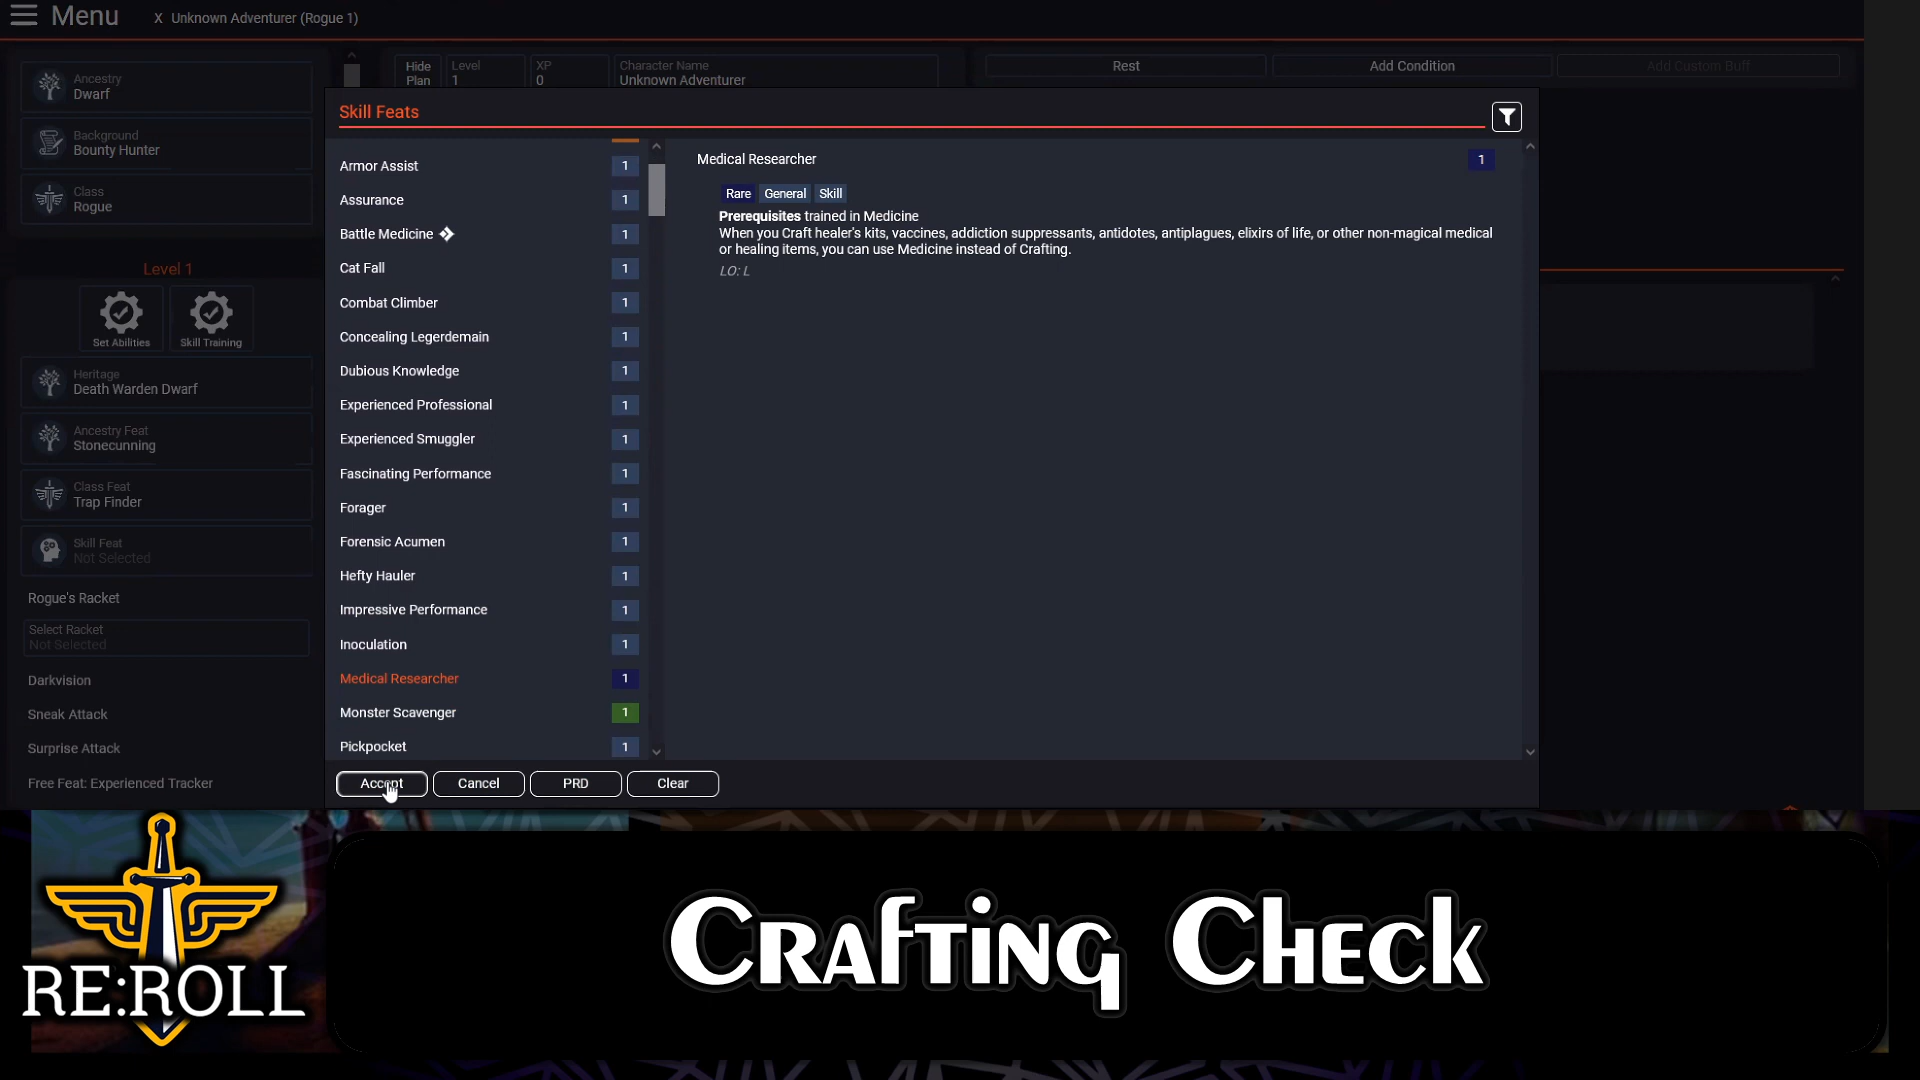 Menu
X Unknown Adventurer (Rogue 1)
Ancestry
Dwarf
Background
Bounty Hunter
Class
Rogue
Level 1
Set Abilities
Skill Training
Heritage
Death Warden Dwarf
Ancestry Feat
Stonecunning
Class Feat
Trap Finder
Skill Feat
Not Selected
Rogue's Racket
Select Racket
Not Selected
Darkvision
Sneak Attack
Surprise Attack
Free Feat: Experienced Tracker
Hide
Plan
Level
1
XP
0
Character Name
Unknown Adventurer
Rest
Add Condition
Add Custom Buff
Skill Feats
Armor Assist 1
Assurance 1
Battle Medicine 1
Cat Fall 1
Combat Climber 1
Concealing Legerdemain 1
Dubious Knowledge 1
Experienced Professional 1
Experienced Smuggler 1
Fascinating Performance 1
Forager 1
Forensic Acumen 1
Hefty Hauler 1
Impressive Performance 1
Inoculation 1
Medical Researcher 1
Monster Scavenger 1
Pickpocket 1
Medical Researcher 1
Rare General Skill
Prerequisites trained in Medicine
When you Craft healer's kits, vaccines, addiction suppressants, antidotes, antiplagues, elixirs of life, or other non-magical medical
or healing items, you can use Medicine instead of Crafting.
LO: L
Accept
Cancel
PRD
Clear
RE:ROLL
Crafting Check